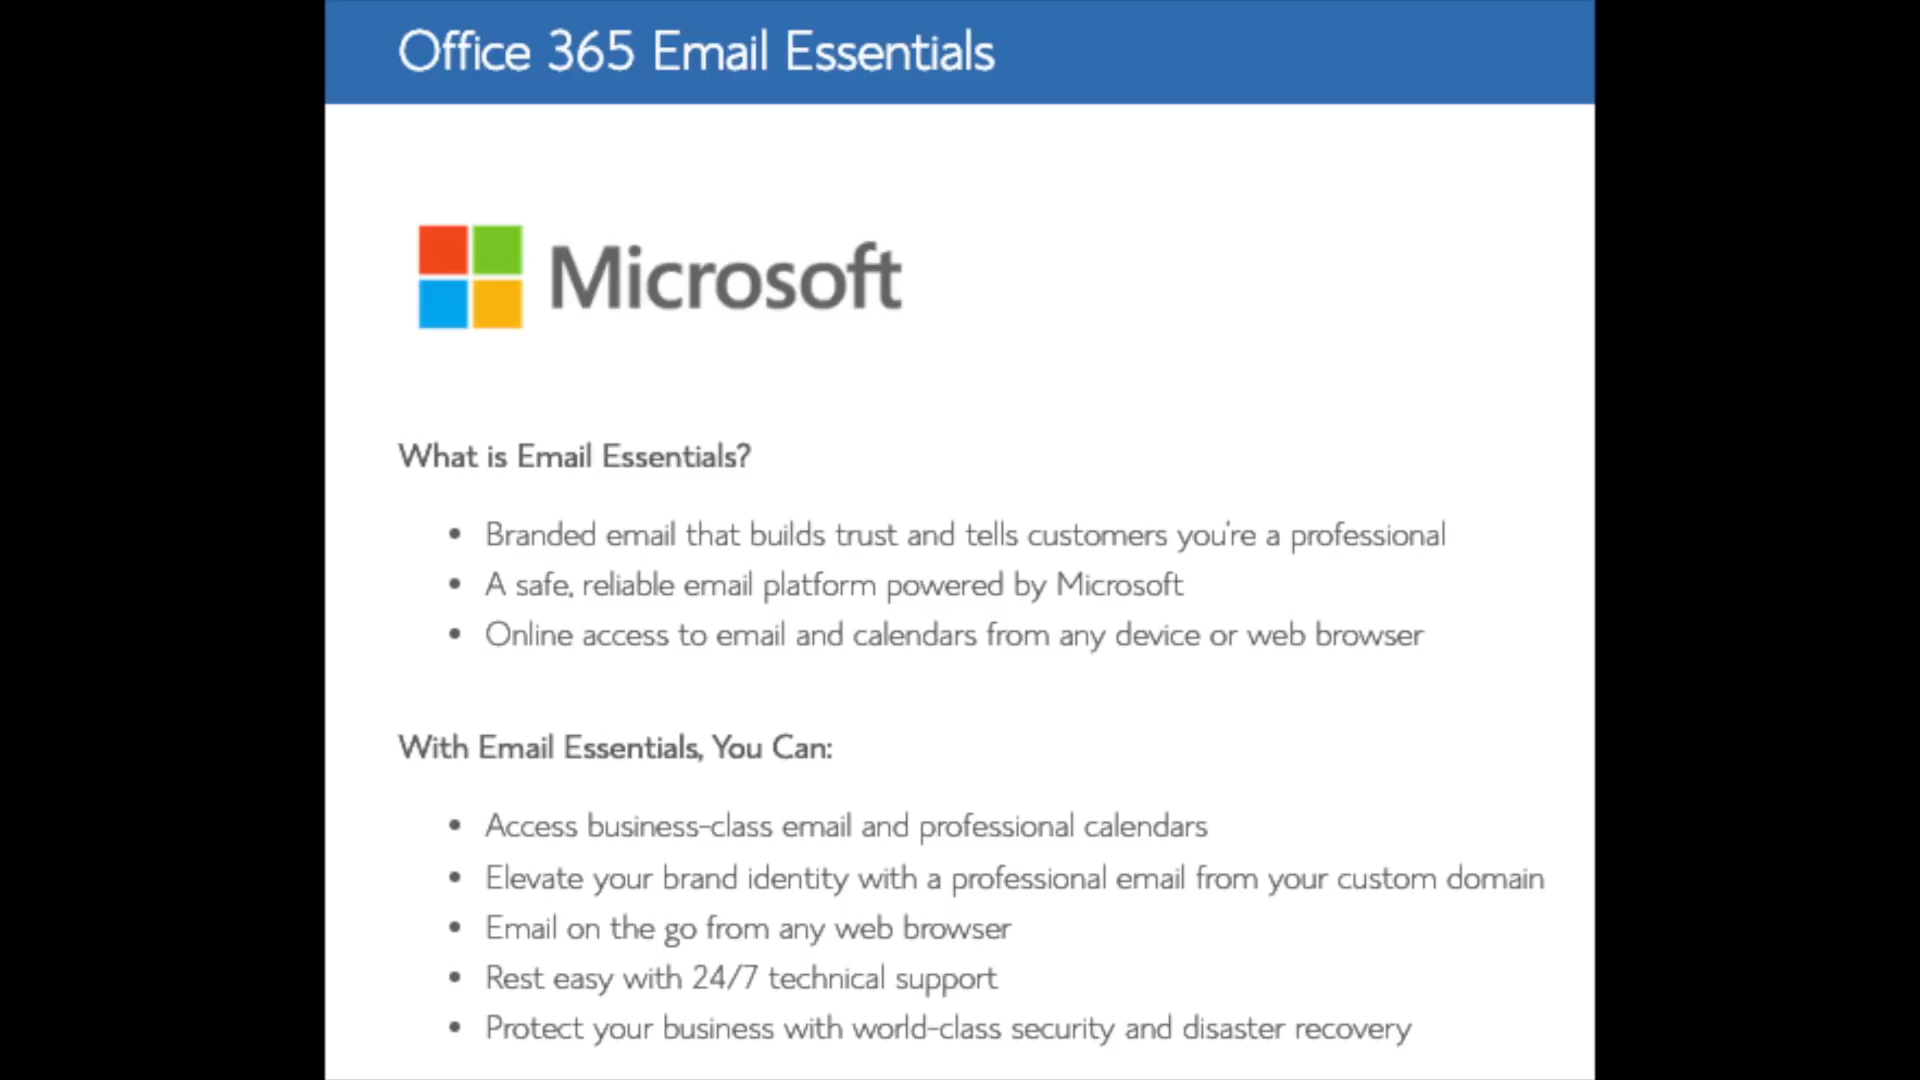 Office 365 Email Essentials
Microsoft
What is Email Essentials?
• Branded email that builds trust and tells customers you're a professional
• A safe, reliable email platform powered by Microsoft
• Online access to email and calendars from any device or web browser
With Email Essentials, You Can:
• Access business-class email and professional calendars
• Elevate your brand identity with a professional email from your custom domain
• Email on the go from any web browser
• Rest easy with 24/7 technical support
• Protect your business with world-class security and disaster recovery